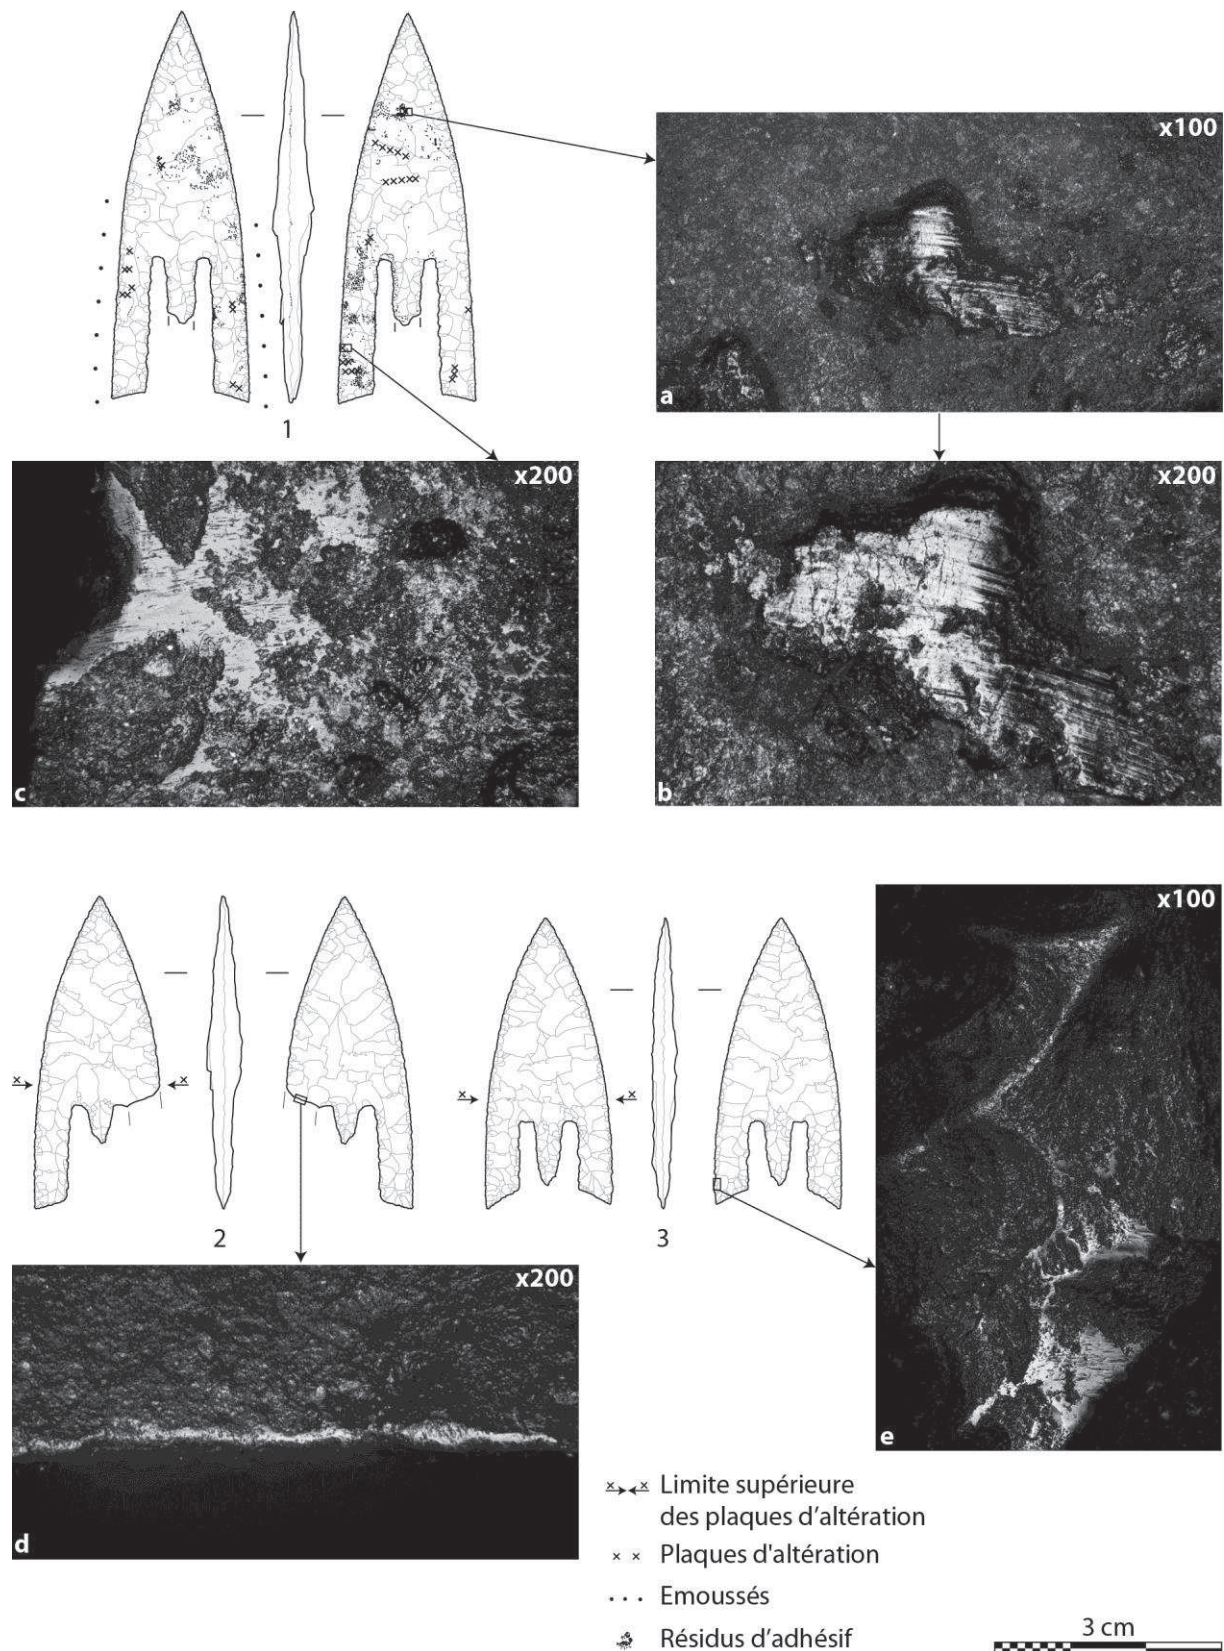 x100
a
1
x200
c
x200
b
x100
x x
x x
2
3
x200
e
d
Limite supérieure
des plaques d'altération
x x Plaques d'altération
Emoussés
Résidus d'adhésif
3 cm